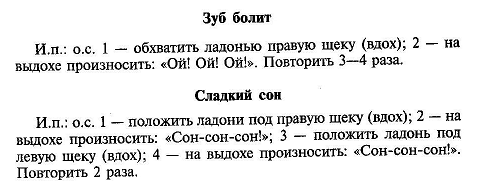 Зуб болит
И.п.: о.с. 1 — обхватить ладонью правую щеку (вдох); 2 — на
выдохе произносить: «Ой! Ой! Ой!». Повторить 3—4 раза.
Сладкий сон
И.п.: о.с. 1 — положить ладони под правую щеку (вдох); 2 — на
выдохе произносить: «Сон-сон-сон!»; 3 — положить ладонь под
левую щеку (вдох); 4 — на выдохе произносить: «Сон-сон-сон!».
Повторить 2 раза.